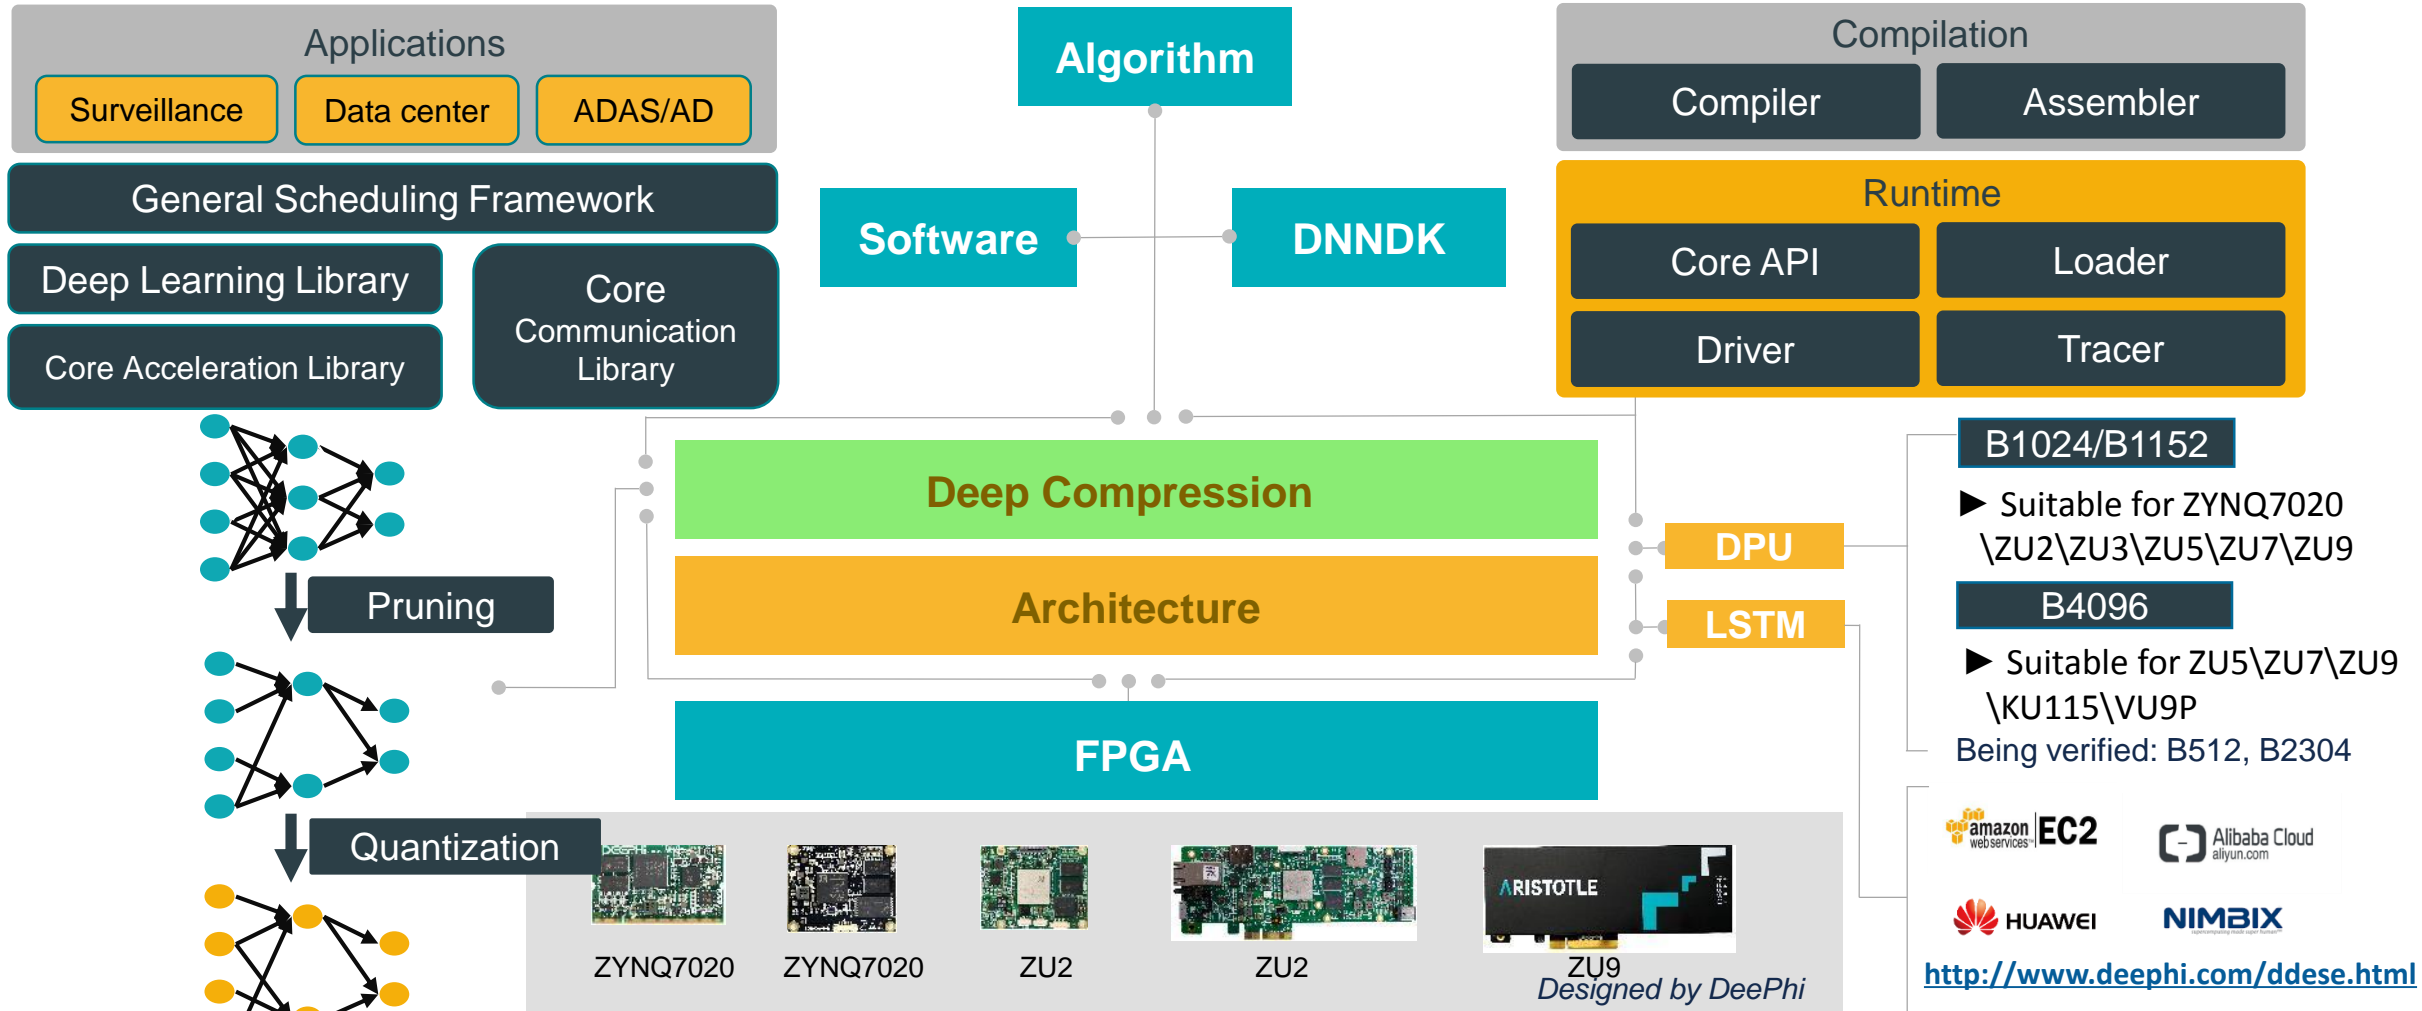 Applications
Surveillance
Data center
ADAS/AD
General Scheduling Framework
Deep Learning Library
Core Acceleration Library
Core
Communication
Library
Algorithm
Software
DNNDK
Compilation
Compiler
Assembler
Runtime
Core API
Loader
Driver
Tracer
Deep Compression
Architecture
FPGA
DPU
LSTM
B1024/B1152
► Suitable for ZYNQ7020
\ZU2\ZU3\ZU5\ZU7\ZU9
B4096
► Suitable for ZU5\ZU7\ZU9
\KU115\VU9P
Being verified: B512, B2304
Pruning
Quantization
DEEPHI
ARISTOTLE
ZYNQ7020
ZYNQ7020
ZU2
ZU2
ZU9
Designed by DeePhi
amazon
webservices™
EC2
Alibaba Cloud
aliyun.com
HUAWEI
NIMBIX
http://www.deephi.com/ddese.html